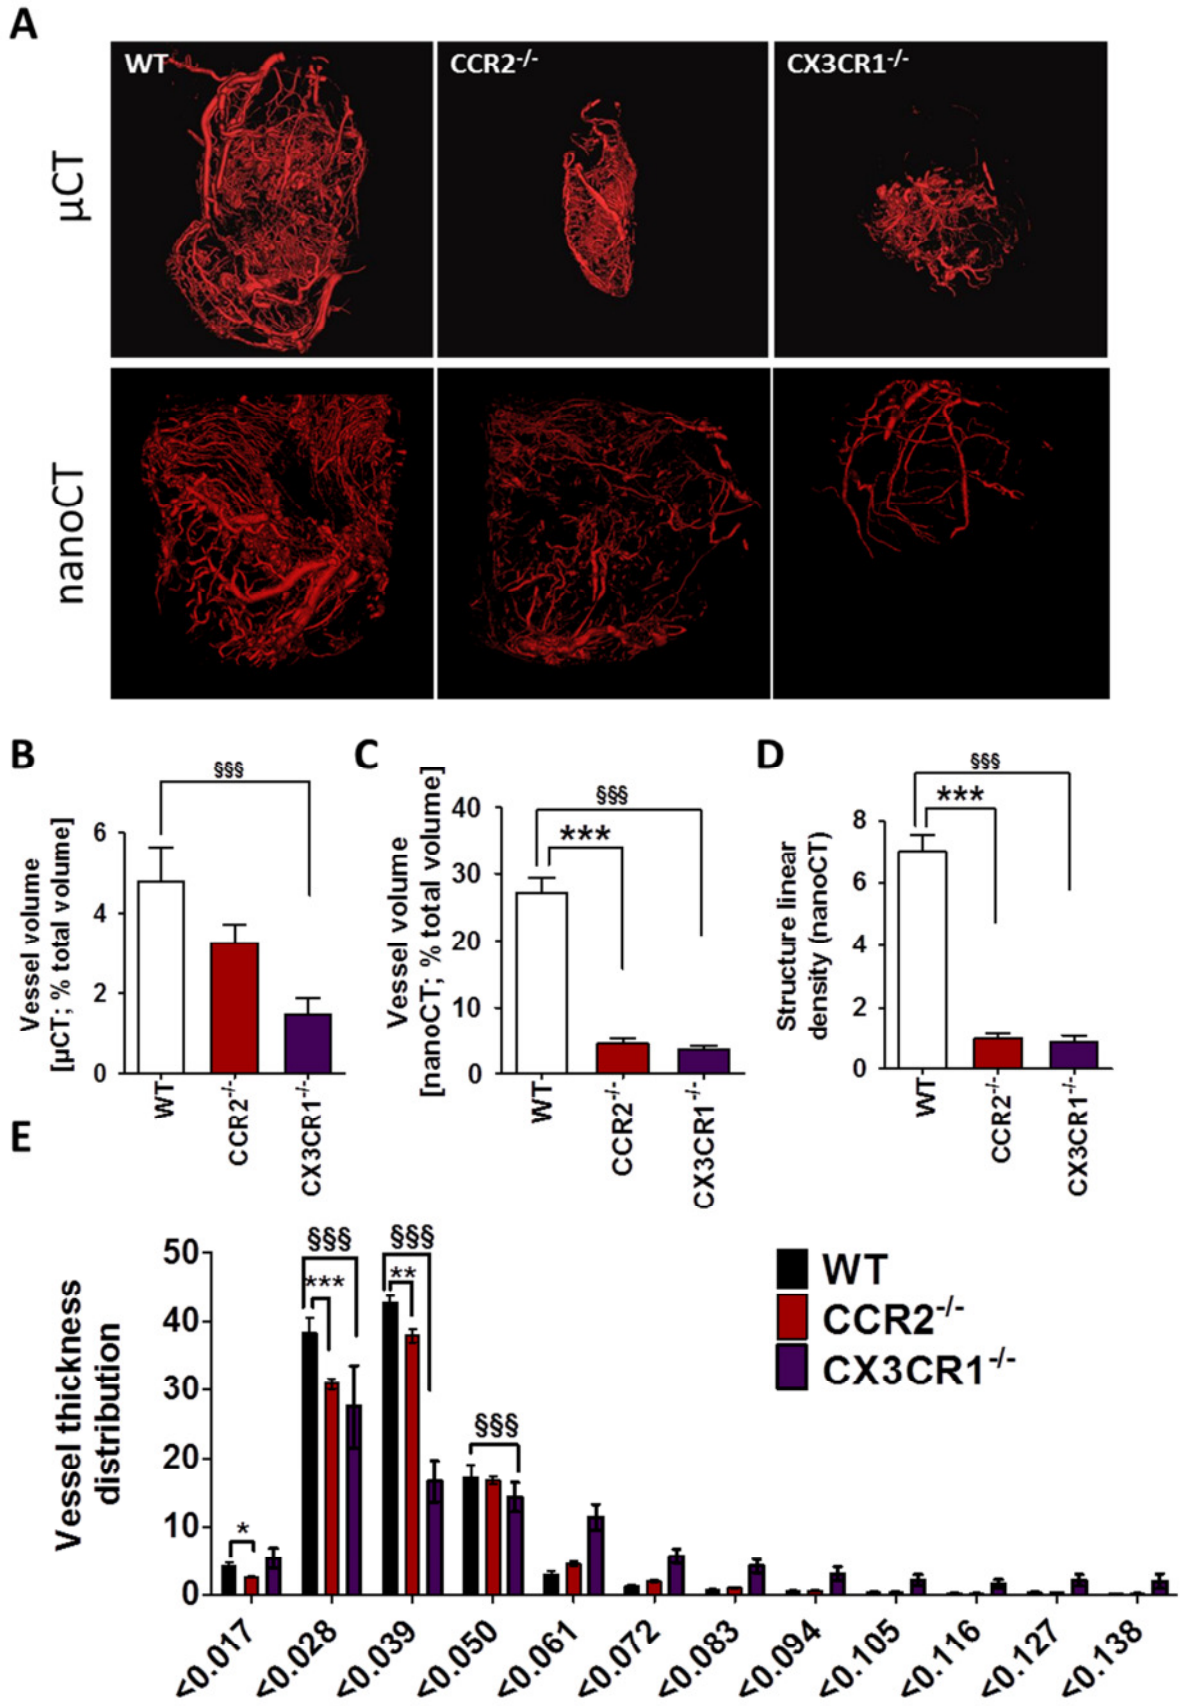 A
WT
CCR2-/-
CX3CR1-/-
µCT
nanoCT
B
C
D
§§§
§§§
***
§§§
***
Vessel volume
[µCT; % total volume]
6
4
2
0
WT
CCR2-/-
CX3CR1-/-
Vessel volume
[nanoCT; % total volume]
40
30
20
10
0
WT
CCR2-/-
CX3CR1-/-
Structure linear
density (nanoCT)
8
6
4
2
0
WT
CCR2-/-
CX3CR1-/-
E
Vessel thickness
distribution
50
40
30
20
10
0
*
§§§
***
§§§
**
§§§
WT
CCR2-/-
CX3CR1-/-
<0.017
<0.028
<0.039
<0.050
<0.061
<0.072
<0.083
<0.094
<0.105
<0.116
<0.127
<0.138